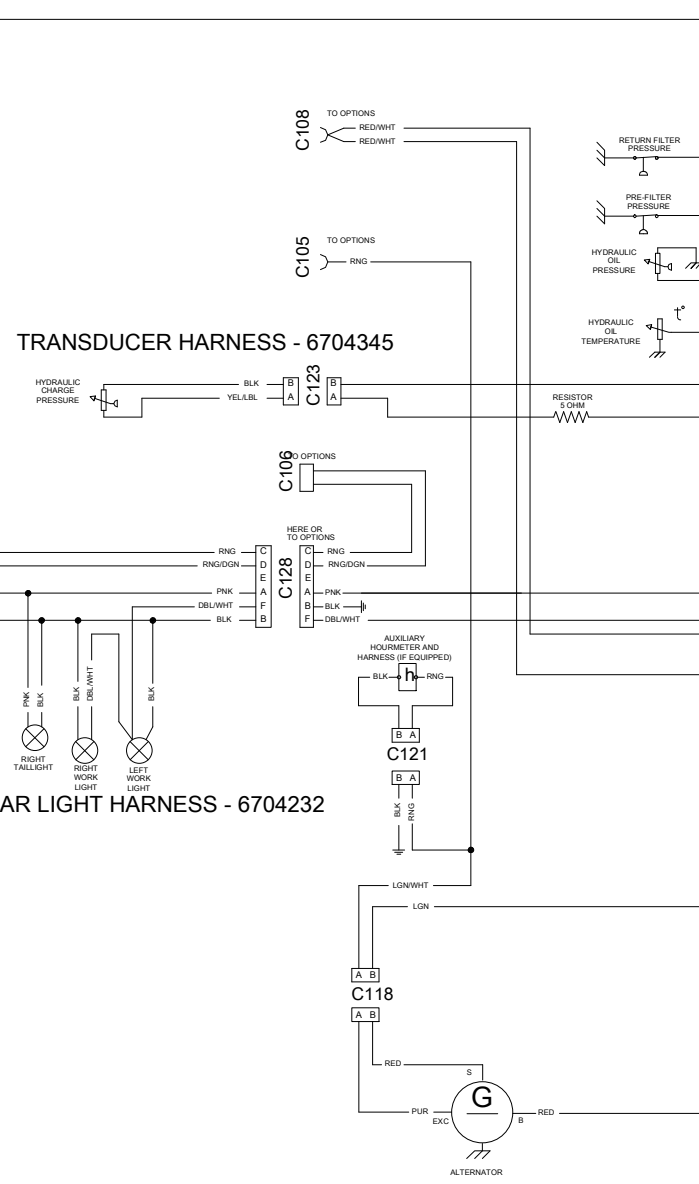 TO OPTIONS
C108
RED/WHT
RED/WHT
RETURN FILTER
PRESSURE
PRE-FILTER
PRESSURE
C105
TO OPTIONS
RNG
HYDRAULIC
OIL
PRESSURE
t°
HYDRAULIC
OIL
TEMPERATURE
TRANSDUCER HARNESS - 6704345
HYDRAULIC
CHARGE
PRESSURE
BLK
YEL/LBL
B
A
C123
B
A
RESISTOR
5 OHM
C106
TO OPTIONS
HERE OR
TO OPTIONS
RNG
C
RNG/DGN
D
E
PNK
A
DBL/WHT
F
BLK
B
C128
C
RNG
D
RNG/DGN
E
A
PNK
B
BLK
F
DBL/WHT
AUXILIARY
HOURMETER AND
HARNESS (IF EQUIPPED)
BLK
h
RNG
PNK
BLK
BLK
DBL/WHT
BLK
RIGHT
TAILLIGHT
RIGHT
WORK
LIGHT
LEFT
WORK
LIGHT
B A
C121
B A
BLK
RNG
AR LIGHT HARNESS - 6704232
LGN/WHT
LGN
A B
C118
A B
RED
S
G
PUR
EXC
B
RED
ALTERNATOR